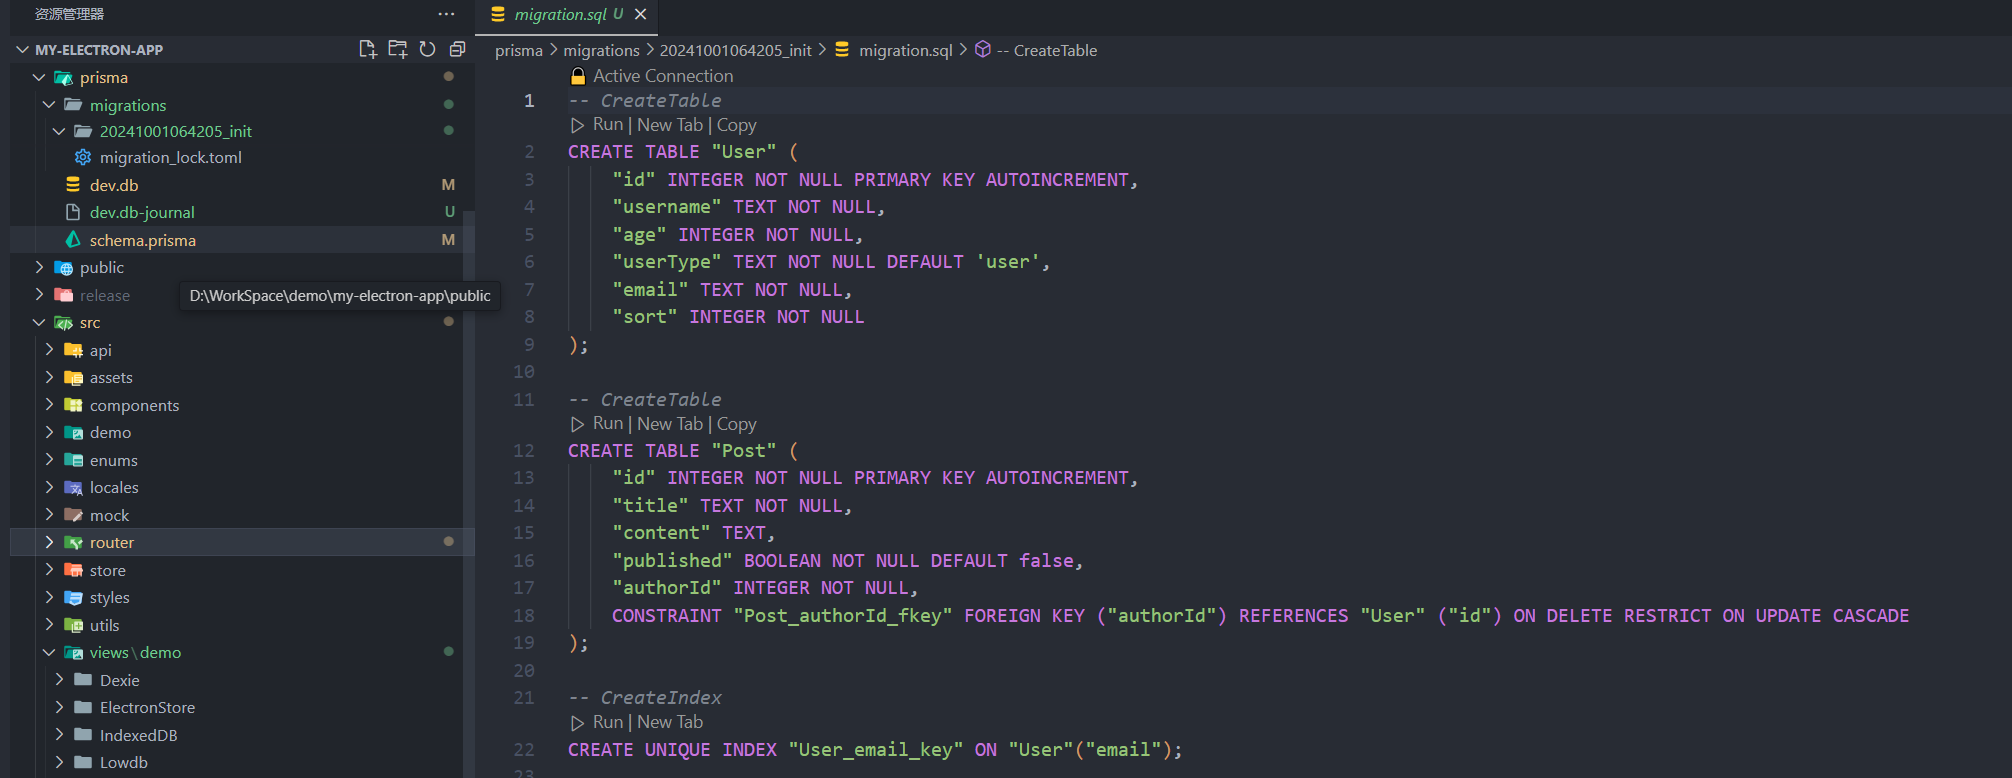 资源管理器
MY-ELECTRON-APP
prisma
migrations
20241001064205_init
migration_lock.toml
dev.db M
dev.db-journal U
schema.prisma M
public
release
D:\WorkSpace\demo\my-electron-app\public
src
api
assets
components
demo
enums
locales
mock
router
store
styles
utils
views\demo
Dexie
ElectronStore
IndexedDB
Lowdb
migration.sql U
prisma > migrations > 20241001064205_init > migration.sql > -- CreateTable
Active Connection
1 -- CreateTable
Run | New Tab | Copy
2 CREATE TABLE "User" (
3 "id" INTEGER NOT NULL PRIMARY KEY AUTOINCREMENT,
4 "username" TEXT NOT NULL,
5 "age" INTEGER NOT NULL,
6 "userType" TEXT NOT NULL DEFAULT 'user',
7 "email" TEXT NOT NULL,
8 "sort" INTEGER NOT NULL
9 );
10
11 -- CreateTable
Run | New Tab | Copy
12 CREATE TABLE "Post" (
13 "id" INTEGER NOT NULL PRIMARY KEY AUTOINCREMENT,
14 "title" TEXT NOT NULL,
15 "content" TEXT,
16 "published" BOOLEAN NOT NULL DEFAULT false,
17 "authorId" INTEGER NOT NULL,
18 CONSTRAINT "Post_authorId_fkey" FOREIGN KEY ("authorId") REFERENCES "User" ("id") ON DELETE RESTRICT ON UPDATE CASCADE
19 );
20
21 -- CreateIndex
Run | New Tab
22 CREATE UNIQUE INDEX "User_email_key" ON "User"("email");
23